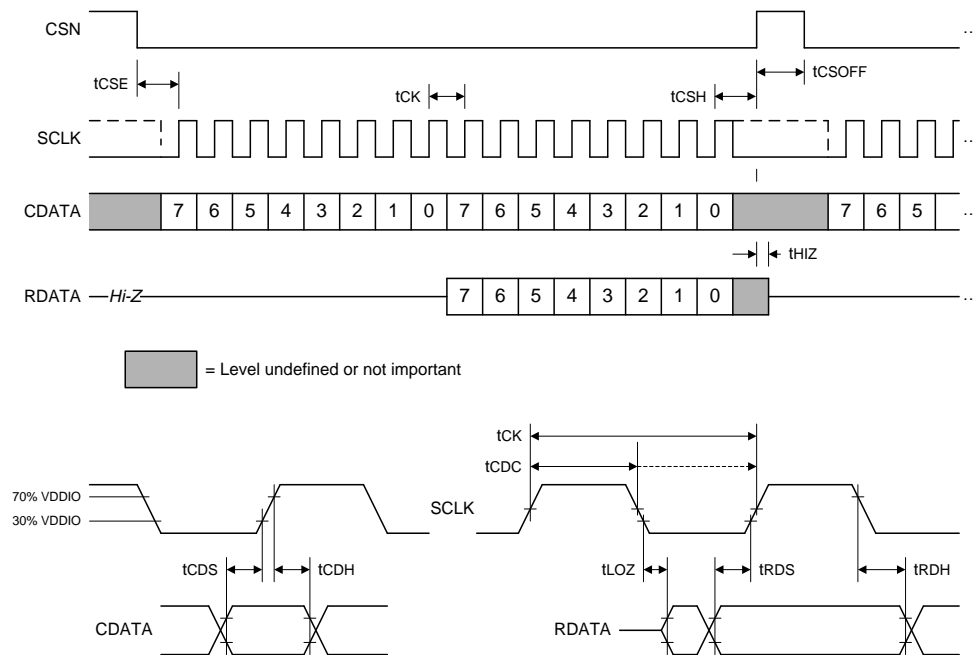 CSN
...
tCSE
tCK
tCSH
tCSOFF
SCLK
...
CDATA
7 6 5 4 3 2 1 0 7 6 5 4 3 2 1 0
7 6 5
...
tHIZ
RDATA
Hi-Z
7 6 5 4 3 2 1 0
...
= Level undefined or not important
tCK
tCDC
70% VDDIO
30% VDDIO
SCLK
tCDS
tCDH
tLOZ
tRDS
tRDH
CDATA
RDATA